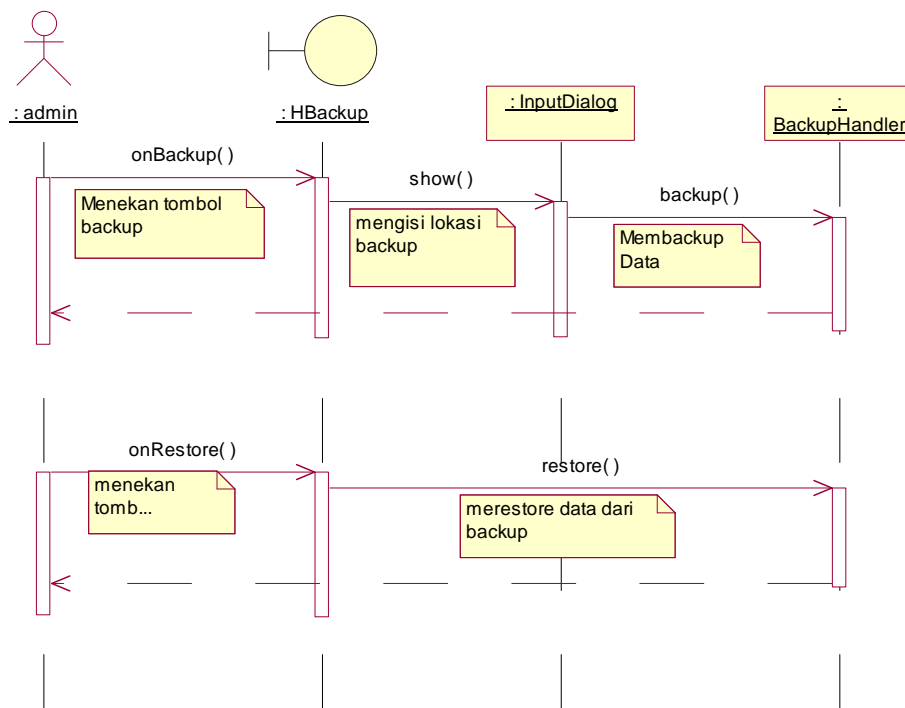 : admin
: HBackup
: InputDialog
:
BackupHandler
onBackup( )
Menekan tombol
backup
show( )
mengisi lokasi
backup
backup( )
Membackup
Data
onRestore( )
menekan
tomb...
restore( )
merestore data dari
backup